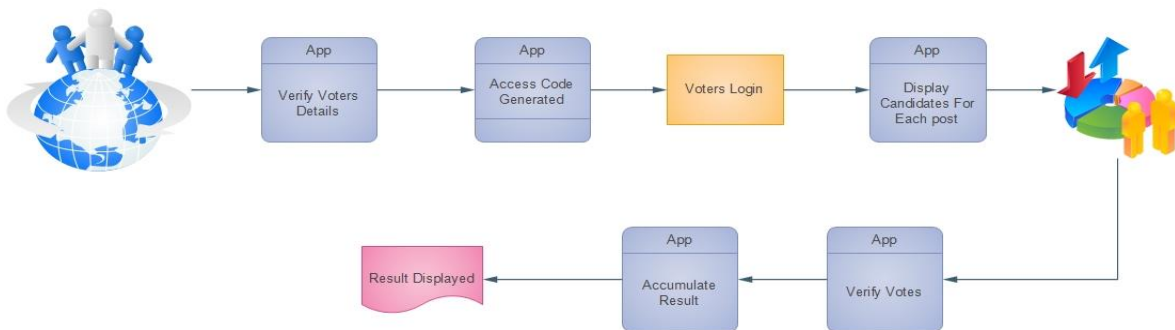 App
Verify Voters
Details
App
Access Code
Generated
Voters Login
App
Display
Candidates For
Each post
App
Verify Votes
App
Accumulate
Result
Result Displayed